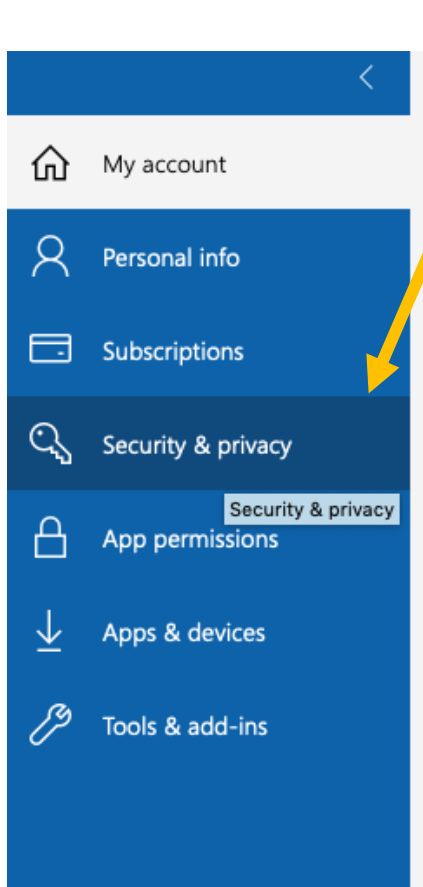 My account
Personal info
Subscriptions
Security & privacy
Security & privacy
App permissions
Apps & devices
Tools & add-ins